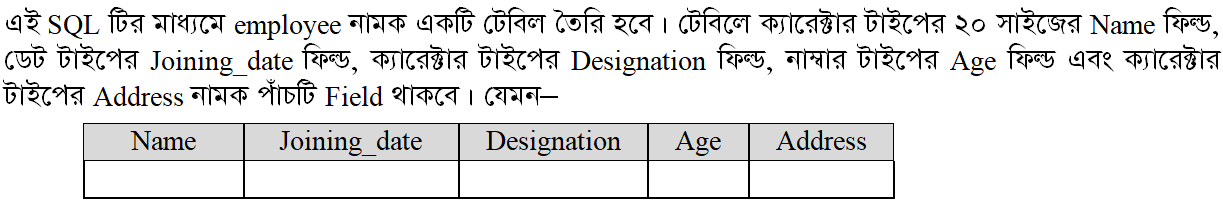 এই SQL টির মাধ্যমে employee নামক একটি টেবিল তৈরি হবে। টেবিলে ক্যারেক্টার টাইপের ২০ সাইজের Name ফিল্ড,
ডেট টাইপের Joining_date ফিল্ড, ক্যারেক্টার টাইপের Designation ফিল্ড, নাম্বার টাইপের Age ফিল্ড এবং ক্যারেক্টার
টাইপের Address নামক পাঁচটি Field থাকবে। যেমন–
Name Joining_date Designation Age Address